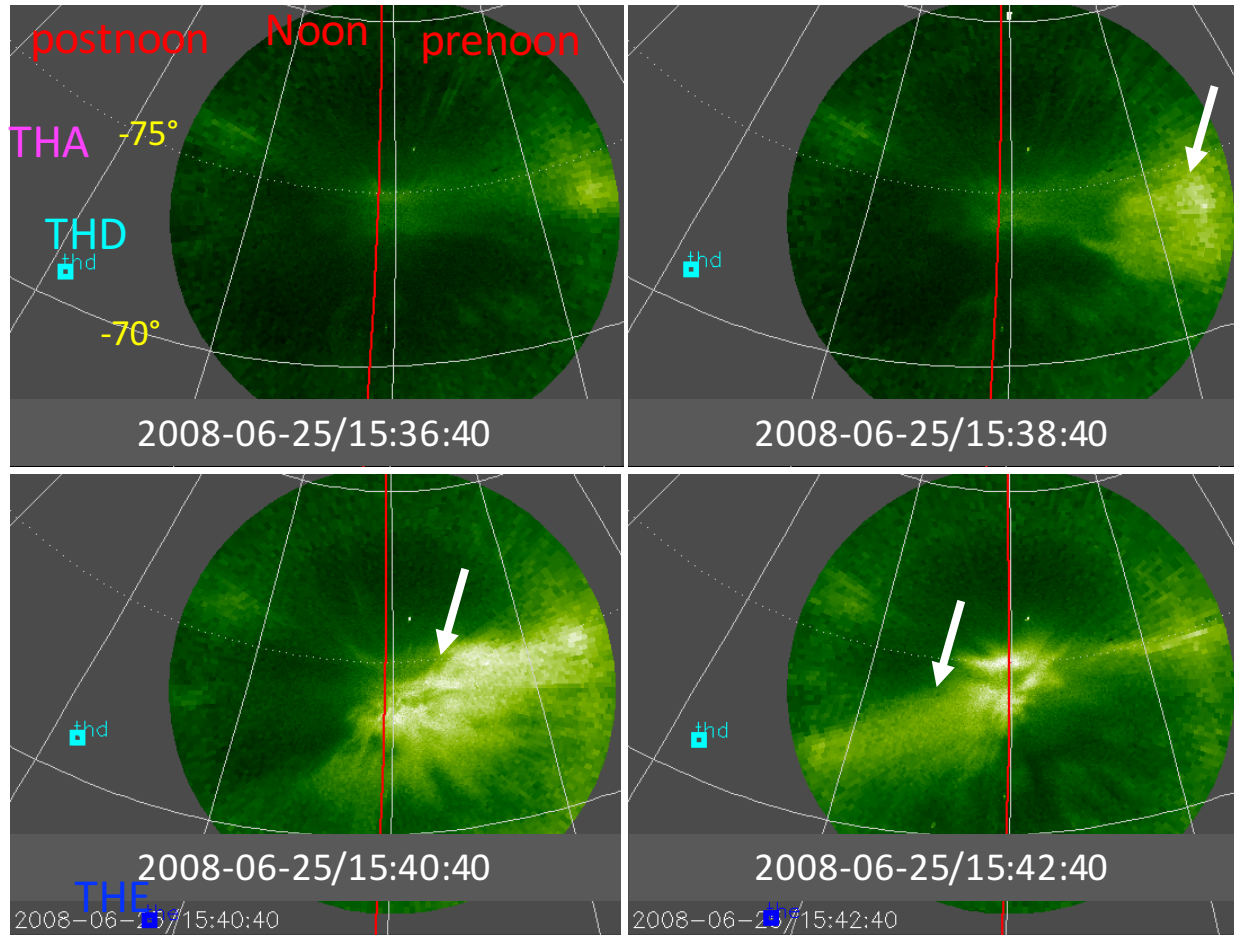 postnoon Noon prenoon
THA -75°
THD
thd
-70°
2008-06-25/15:36:40
thd
2008-06-25/15:38:40
thd
2008-06-25/15:40:40
THE
the
2008-06-25/15:40:40
thd
2008-06-25/15:42:40
the
2008-06-25/15:42:40